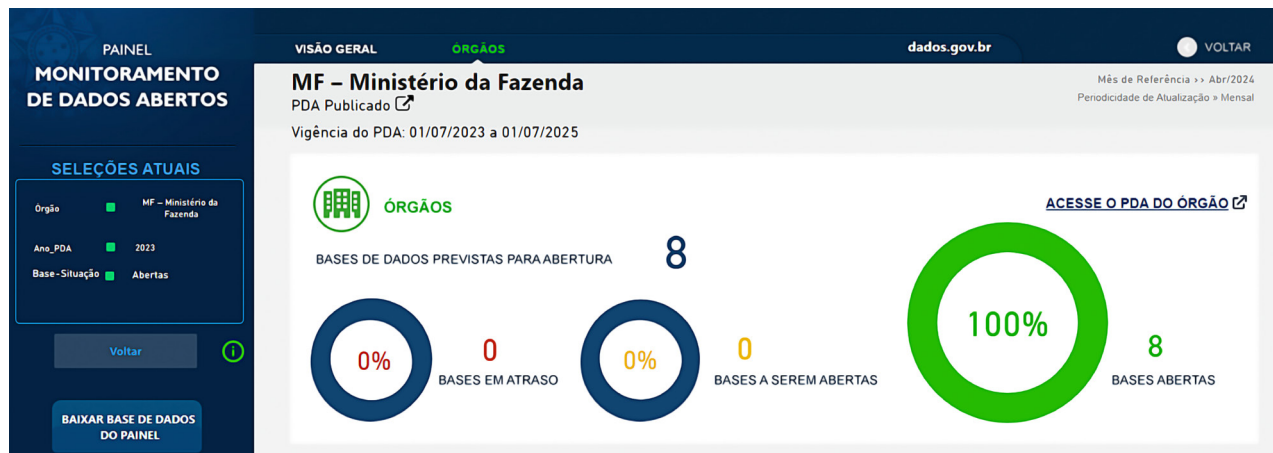 PAINEL
MONITORAMENTO
DE DADOS ABERTOS
VISÃO GERAL
ÓRGÃOS
dados.gov.br
VOLTAR
MF – Ministério da Fazenda
PDA Publicado
Vigência do PDA: 01/07/2023 a 01/07/2025
Mês de Referência >> Abr/2024
Periodicidade de Atualização » Mensal
SELEÇÕES ATUAIS
Órgão
MF – Ministério da
Fazenda
Ano_PDA
2023
Base-Situação
Abertas
Voltar
BAIXAR BASE DE DADOS
DO PAINEL
ÓRGÃOS
ACESSE O PDA DO ÓRGÃO
BASES DE DADOS PREVISTAS PARA ABERTURA
8
0%
0
BASES EM ATRASO
0%
0
BASES A SEREM ABERTAS
100%
8
BASES ABERTAS